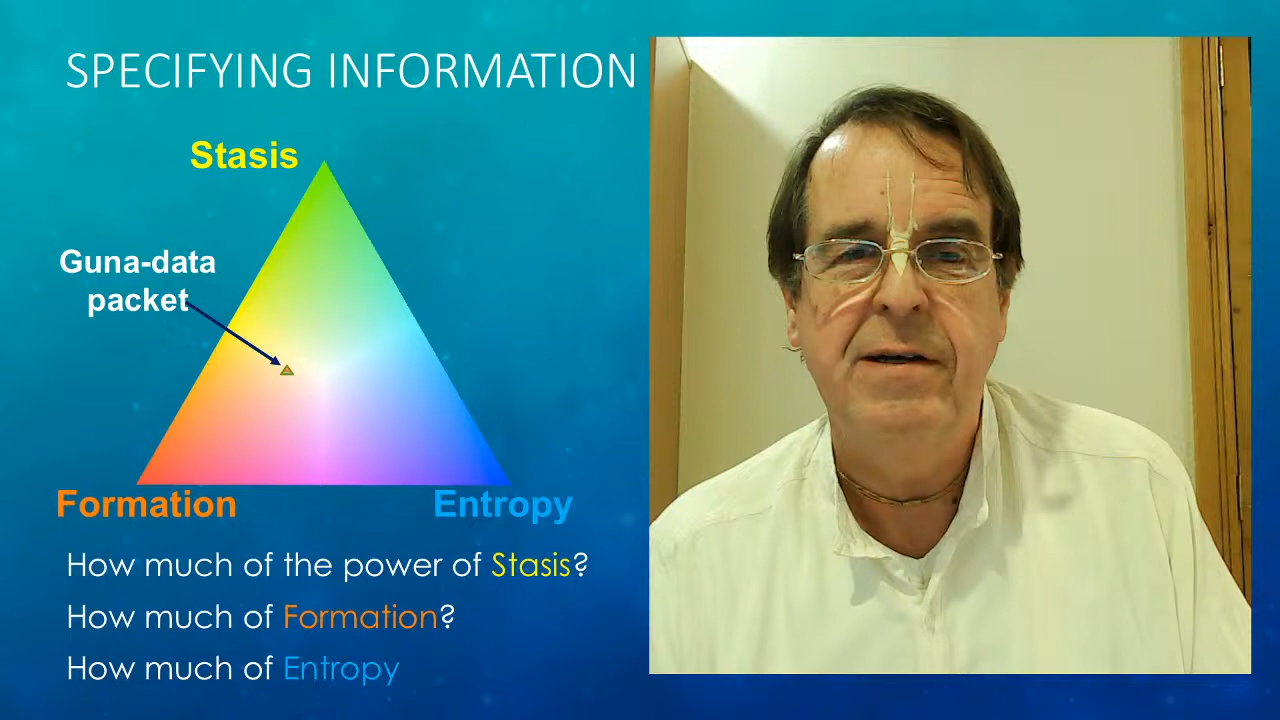 SPECIFYING INFORMATION
Stasis
Guna-data
packet
Formation
Entropy
How much of the power of Stasis?
How much of Formation?
How much of Entropy